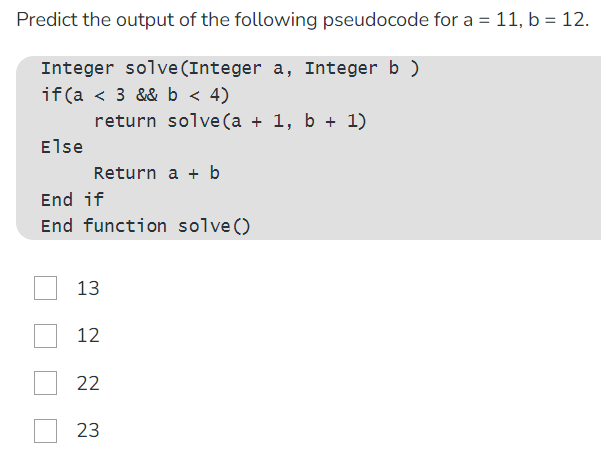 Predict the output of the following pseudocode for a = 11, b = 12.
Integer solve(Integer a, Integer b )
if(a < 3 && b < 4)
return solve(a + 1, b + 1)
Else
Return a + b
End if
End function solve()
13
12
22
23